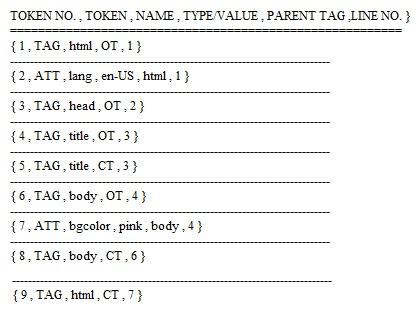 TOKEN NO. , TOKEN , NAME , TYPE/VALUE , PARENT TAG ,LINE NO. }
{ 1 , TAG , html , OT , 1 }
{ 2 , ATT , lang , en-US , html , 1 }
{ 3 , TAG , head , OT , 2 }
{ 4 , TAG , title , OT , 3 }
{ 5 , TAG , title , CT , 3 }
{ 6 , TAG , body , OT , 4 }
{ 7 , ATT , bgcolor , pink , body , 4 }
{ 8 , TAG , body , CT , 6 }
{ 9 , TAG , html , CT , 7 }